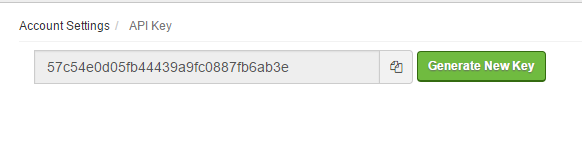 Account Settings / API Key
57c54e0d05fb44439a9fc0887fb6ab3e Generate New Key